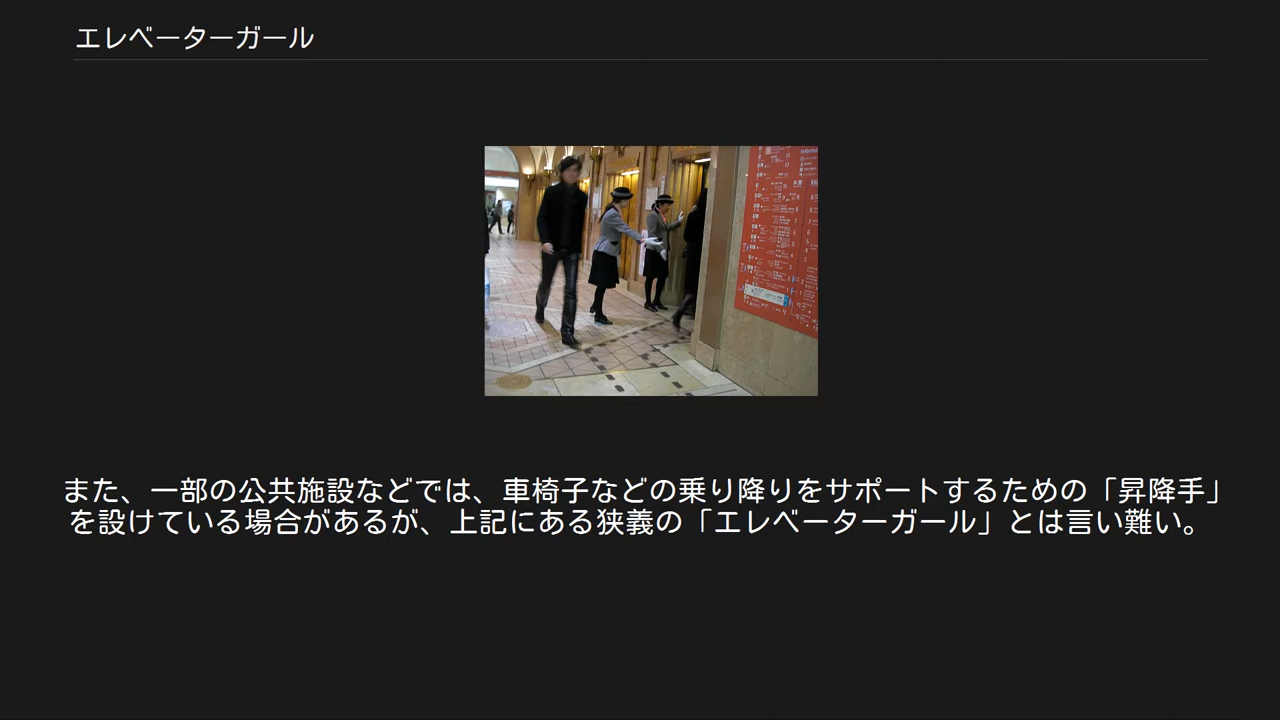 エレベーターガール
また、一部の公共施設などでは、車椅子などの乗り降りをサポートするための「昇降手」
を設けている場合があるが、上記にある狭義の「エレベーターガール」とは言い難い。